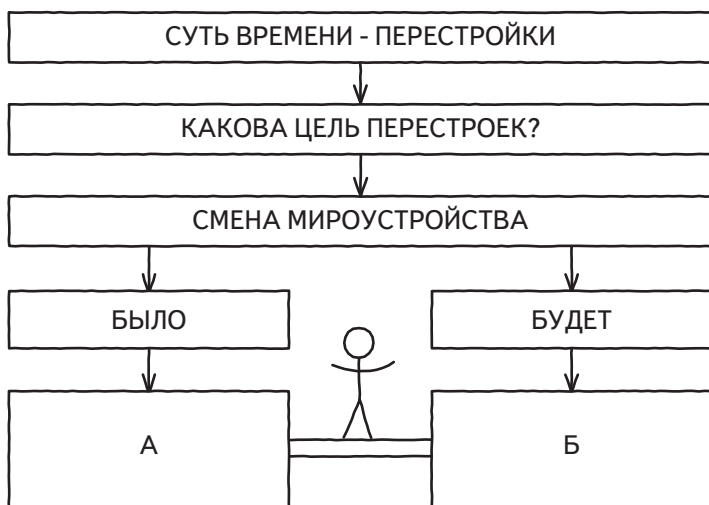 СУТЬ ВРЕМЕНИ - ПЕРЕСТРОЙКИ
КАКОВА ЦЕЛЬ ПЕРЕСТРОЕК?
СМЕНА МИРОУСТРОЙСТВА
БЫЛО
БУДЕТ
А
Б